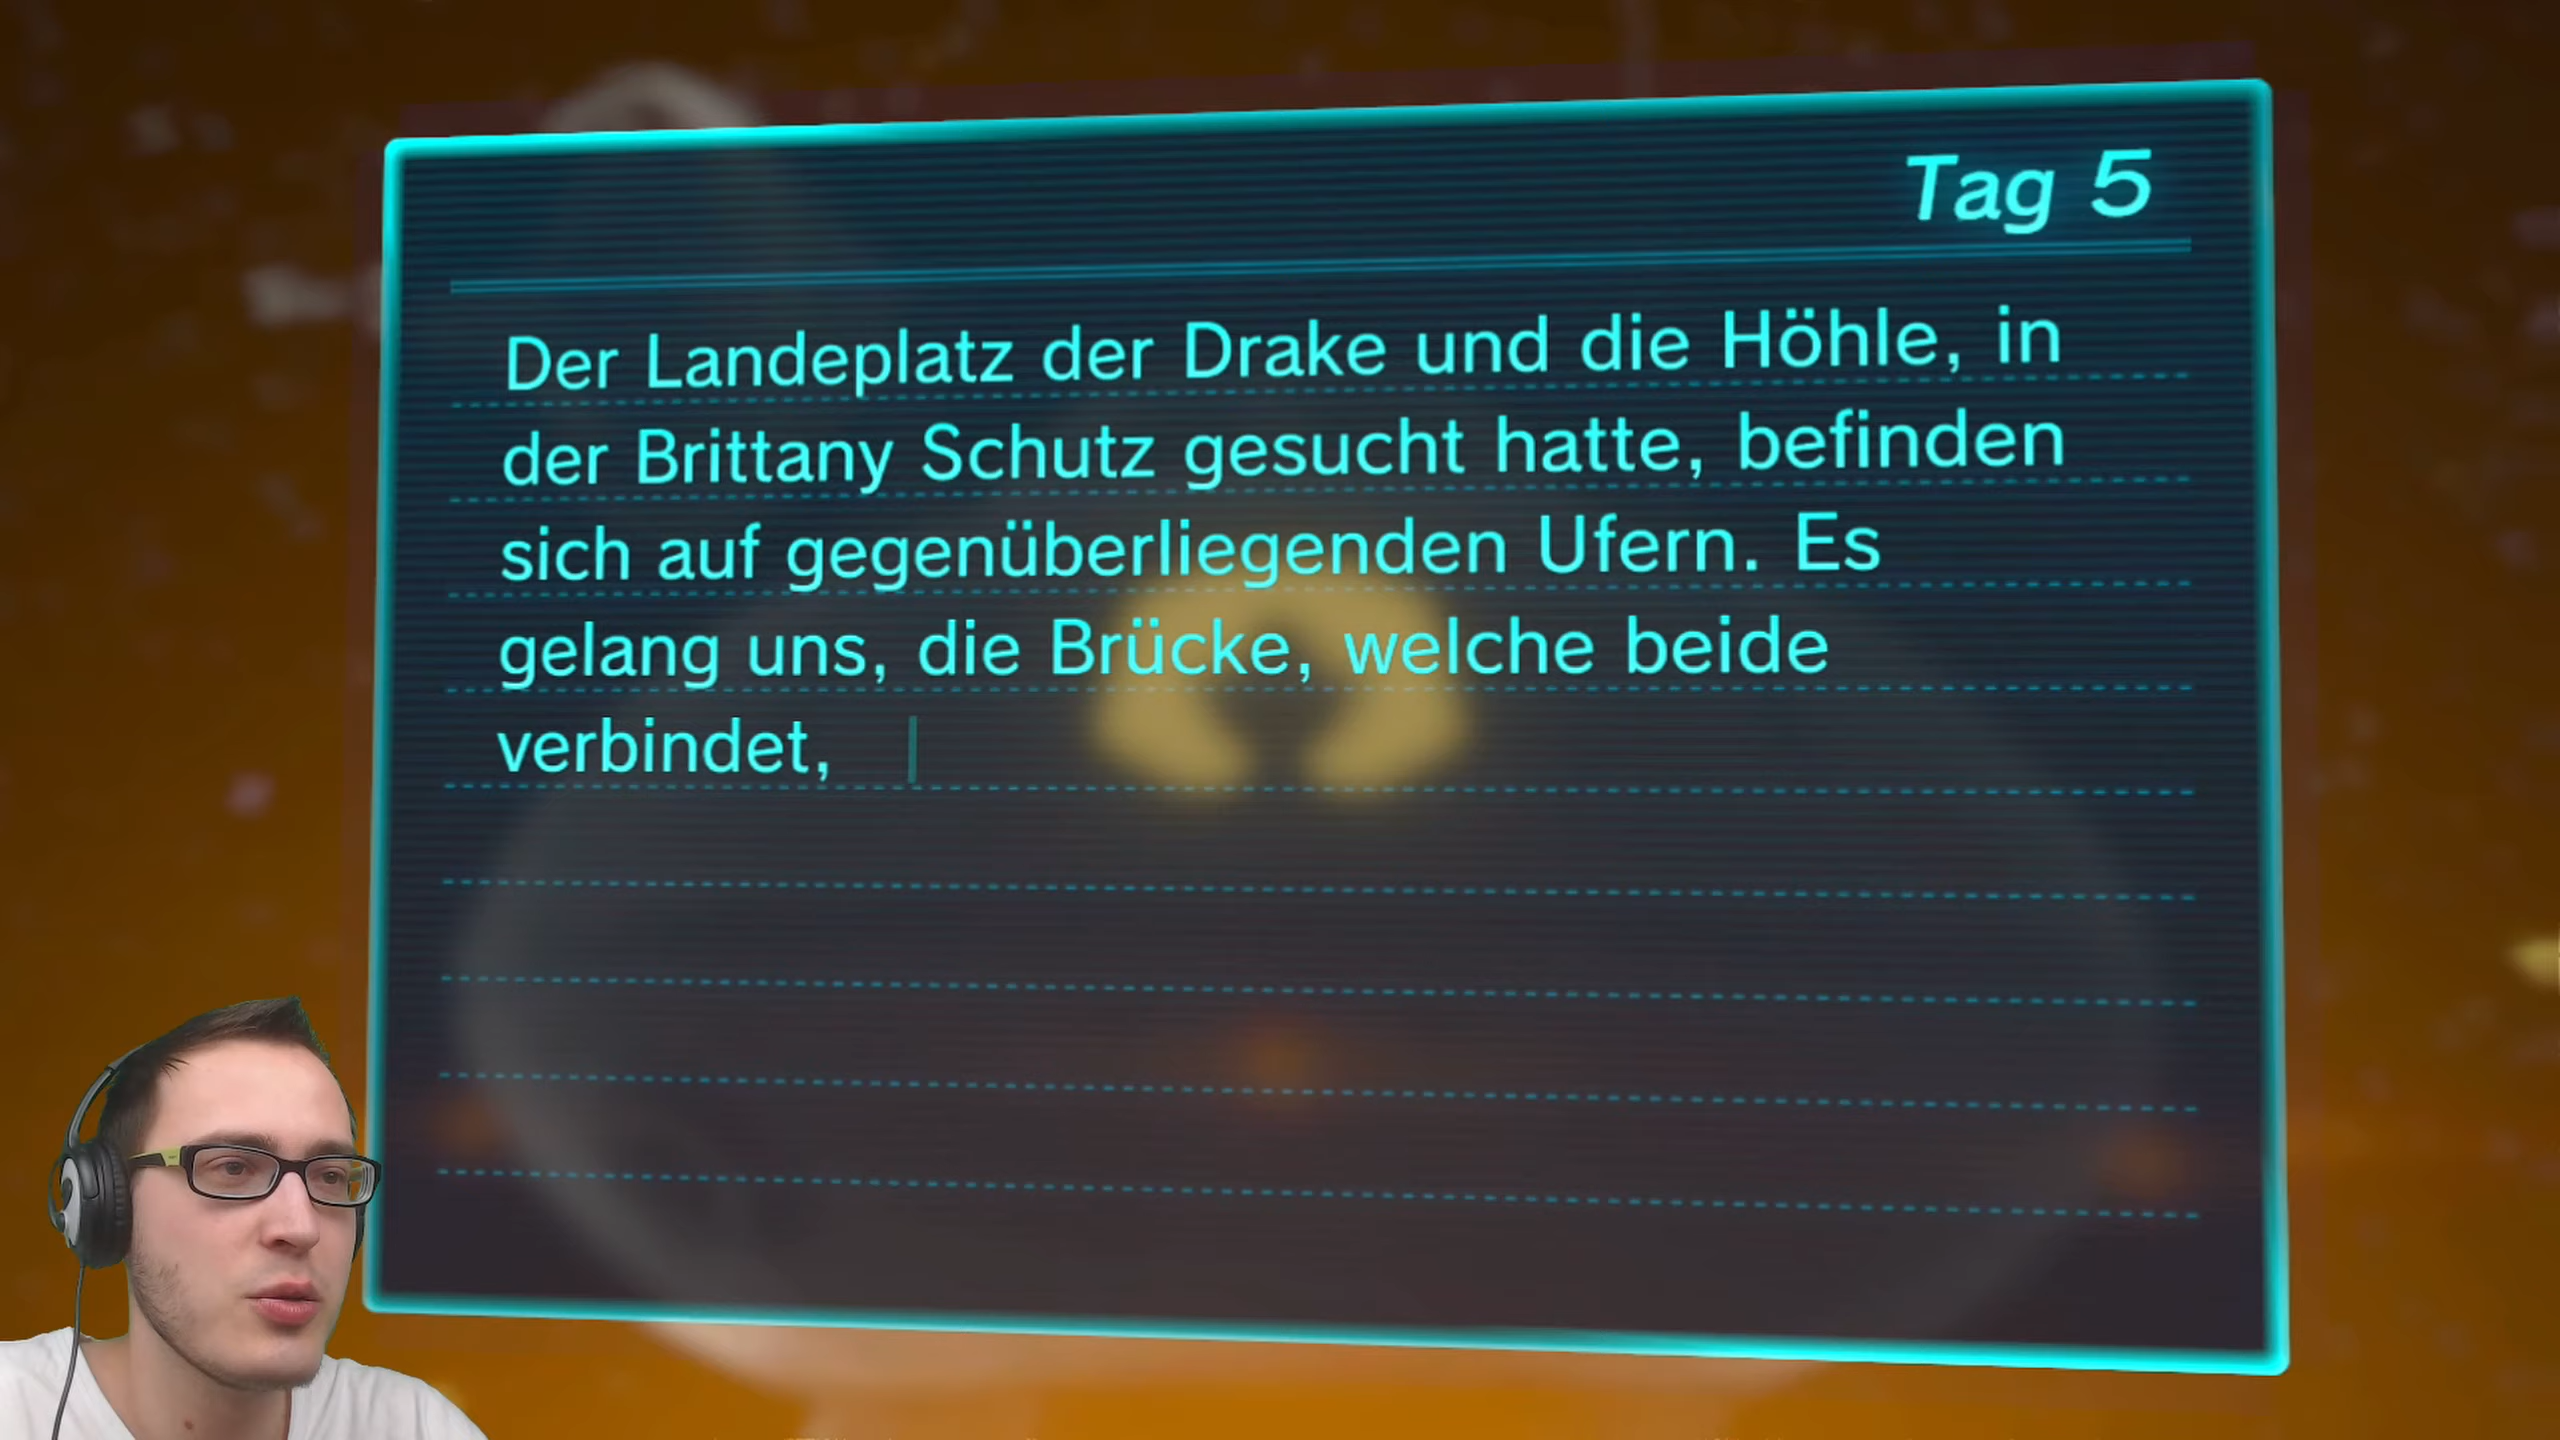 Tag 5
Der Landeplatz der Drake und die Höhle, in
der Brittany Schutz gesucht hatte, befinden
sich auf gegenüberliegenden Ufern. Es
gelang uns, die Brücke, welche beide
verbindet,